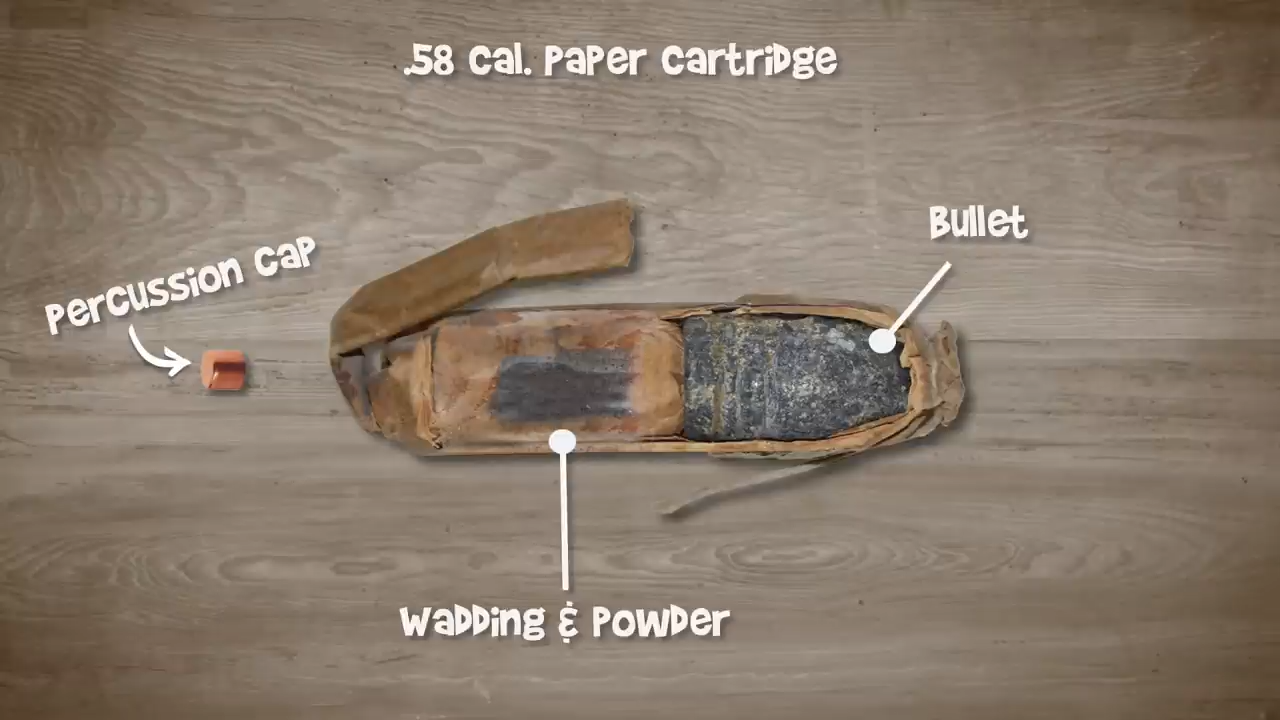 .58 Cal. Paper Cartridge
Bullet
Percussion Cap
Wadding & Powder